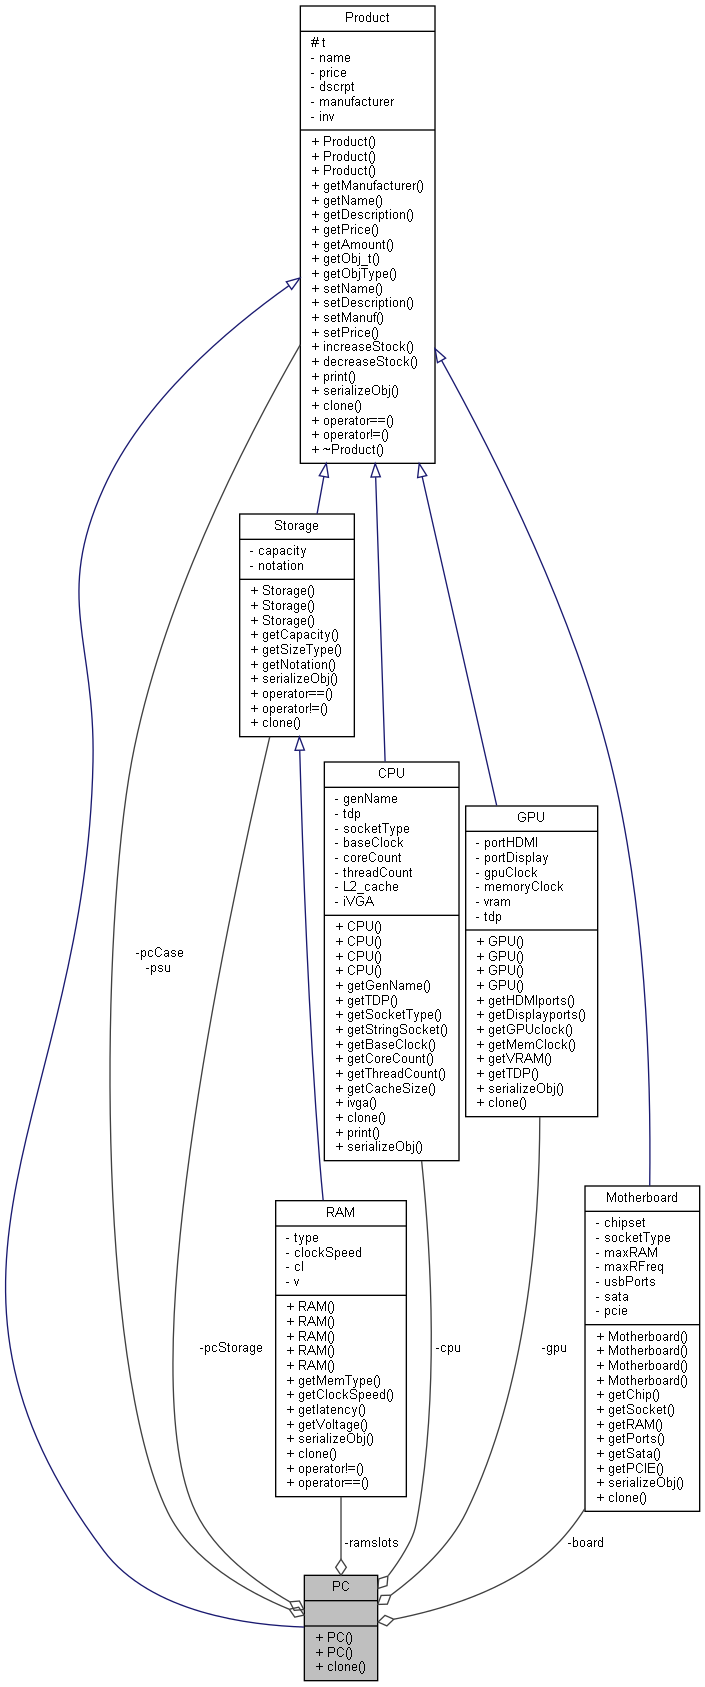 Product
# t
- name
- price
- dscrpt
- manufacturer
- inv
+ Product()
+ Product()
+ Product()
+ getManufacturer()
+ getName()
+ getDescription()
+ getPrice()
+ getAmount()
+ getObj_t()
+ getObjType()
+ setName()
+ setDescription()
+ setManuf()
+ setPrice()
+ increaseStock()
+ decreaseStock()
+ print()
+ serializeObj()
+ clone()
+ operator==()
+ operator!=()
+ ~Product()
Storage
- capacity
- notation
+ Storage()
+ Storage()
+ Storage()
+ getCapacity()
+ getSizeType()
+ getNotation()
+ serializeObj()
+ operator==()
+ operator!=()
+ clone()
CPU
- genName
- tdp
- socketType
- baseClock
- coreCount
- threadCount
- L2_cache
- iVGA
+ CPU()
+ CPU()
+ CPU()
+ CPU()
+ getGenName()
+ getTDP()
+ getSocketType()
+ getStringSocket()
+ getBaseClock()
+ getCoreCount()
+ getThreadCount()
+ getCacheSize()
+ ivga()
+ clone()
+ print()
+ serializeObj()
GPU
- portHDMI
- portDisplay
- gpuClock
- memoryClock
- vram
- tdp
+ GPU()
+ GPU()
+ GPU()
+ GPU()
+ getHDMIports()
+ getDisplayports()
+ getGPUclock()
+ getMemClock()
+ getVRAM()
+ getTDP()
+ serializeObj()
+ clone()
-pcCase
-psu
Motherboard
- chipset
- socketType
- maxRAM
- maxRFreq
- usbPorts
- sata
- pcie
+ Motherboard()
+ Motherboard()
+ Motherboard()
+ Motherboard()
+ getChip()
+ getSocket()
+ getRAM()
+ getPorts()
+ getSata()
+ getPCIE()
+ serializeObj()
+ clone()
RAM
- type
- clockSpeed
- cl
- v
+ RAM()
+ RAM()
+ RAM()
+ RAM()
+ RAM()
+ getMemType()
+ getClockSpeed()
+ getlatency()
+ getVoltage()
+ serializeObj()
+ clone()
+ operator!=()
+ operator==()
-pcStorage
-cpu
-gpu
-ramslots
-board
PC
+ PC()
+ PC()
+ clone()